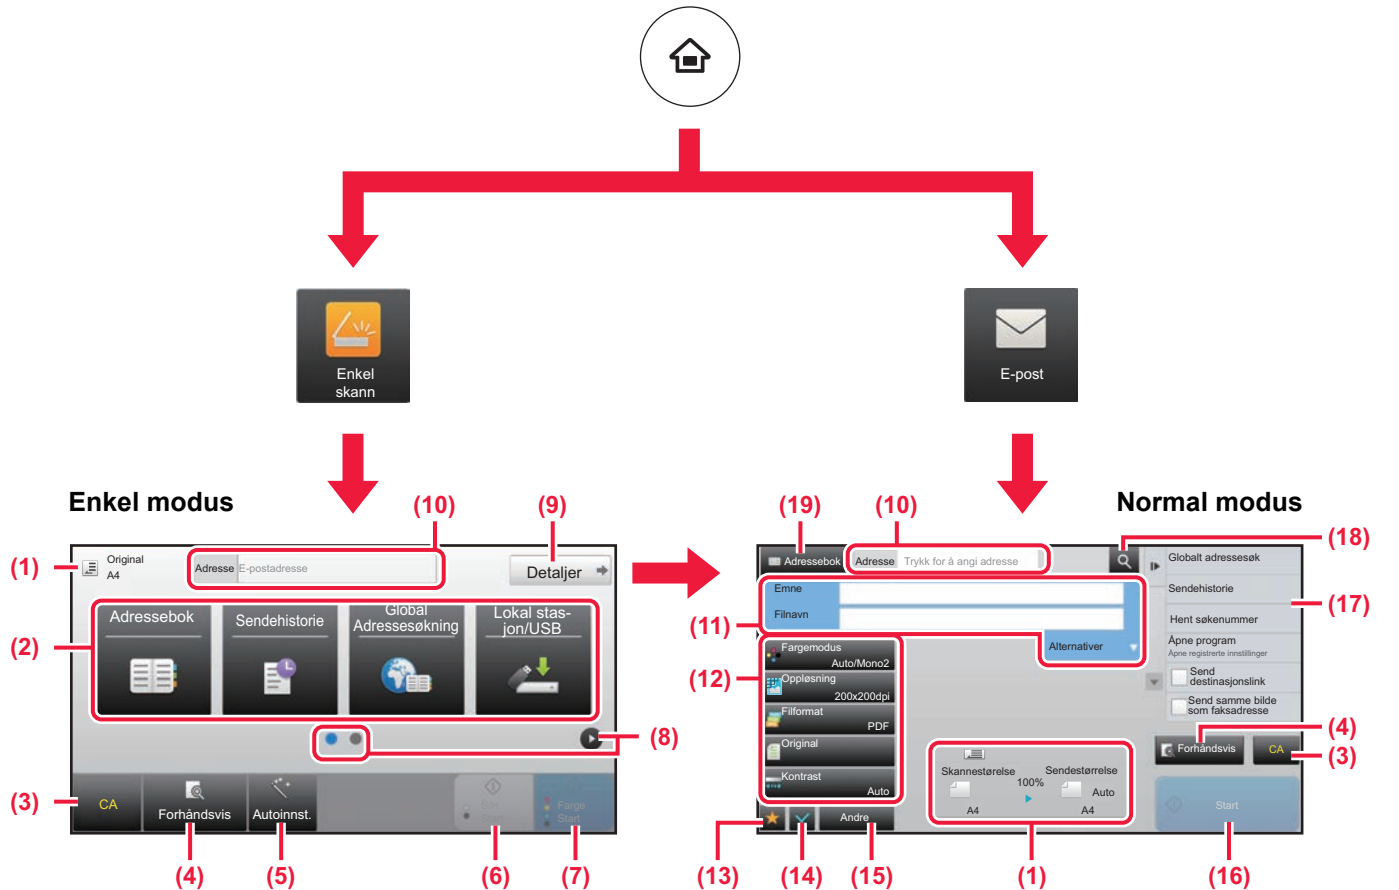 Enkel
skann
E-post
Enkel modus
Normal modus
(10)
(9)
(19)
(10)
(18)
(1)
Original
A4
Adresse
E-postadresse
Detaljer
Adressebok
Sendehistorie
Global
Adressesøkning
Lokal stas-
jon/USB
(2)
(8)
(3)
CA
Forhåndsvis
Autoinnst.
Farge
Start
(4)
(5)
(6)
(7)
Adressebok
Adresse
Trykk for å angi adresse
Emne
Filnavn
Alternativer
(11)
(12)
Fargemodus
Auto/Mono2
Oppløsning
200x200dpi
Filformat
PDF
Original
Kontrast
Auto
Andre
Skannestørelse
100%
Sendestørrelse
Auto
A4
A4
Globalt adressesøk
Sendehistorie
Hent søkenummer
Åpne program
Åpne registrerte innstillinger
Send
destinasjonslink
Send samme bilde
som faksadresse
(17)
(4)
Forhåndsvis
CA
(3)
Start
(13)
(14)
(15)
(1)
(16)